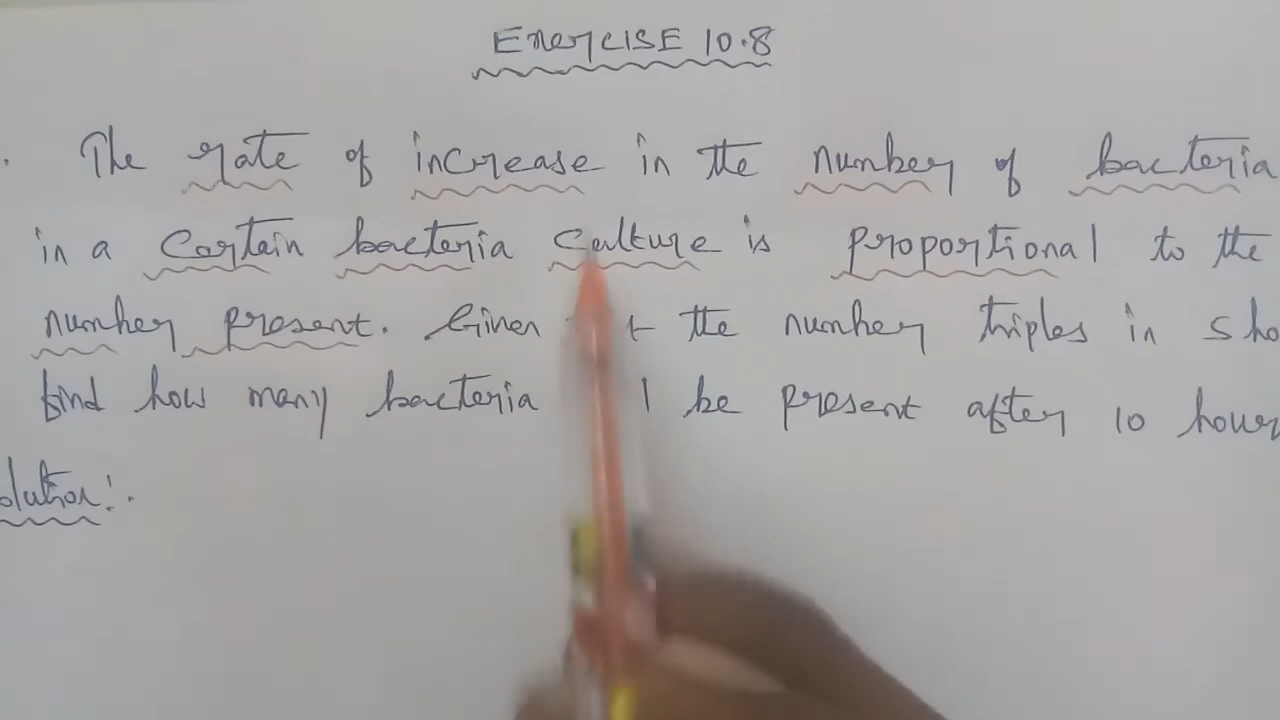 Exercise 10.8
. The rate of increase in the number of bacteria
in a Certain bacteria Culture is proportional to the
number present. Given the number triples in 5 ho
find how many bacteria be present after 10 hour
olution:.